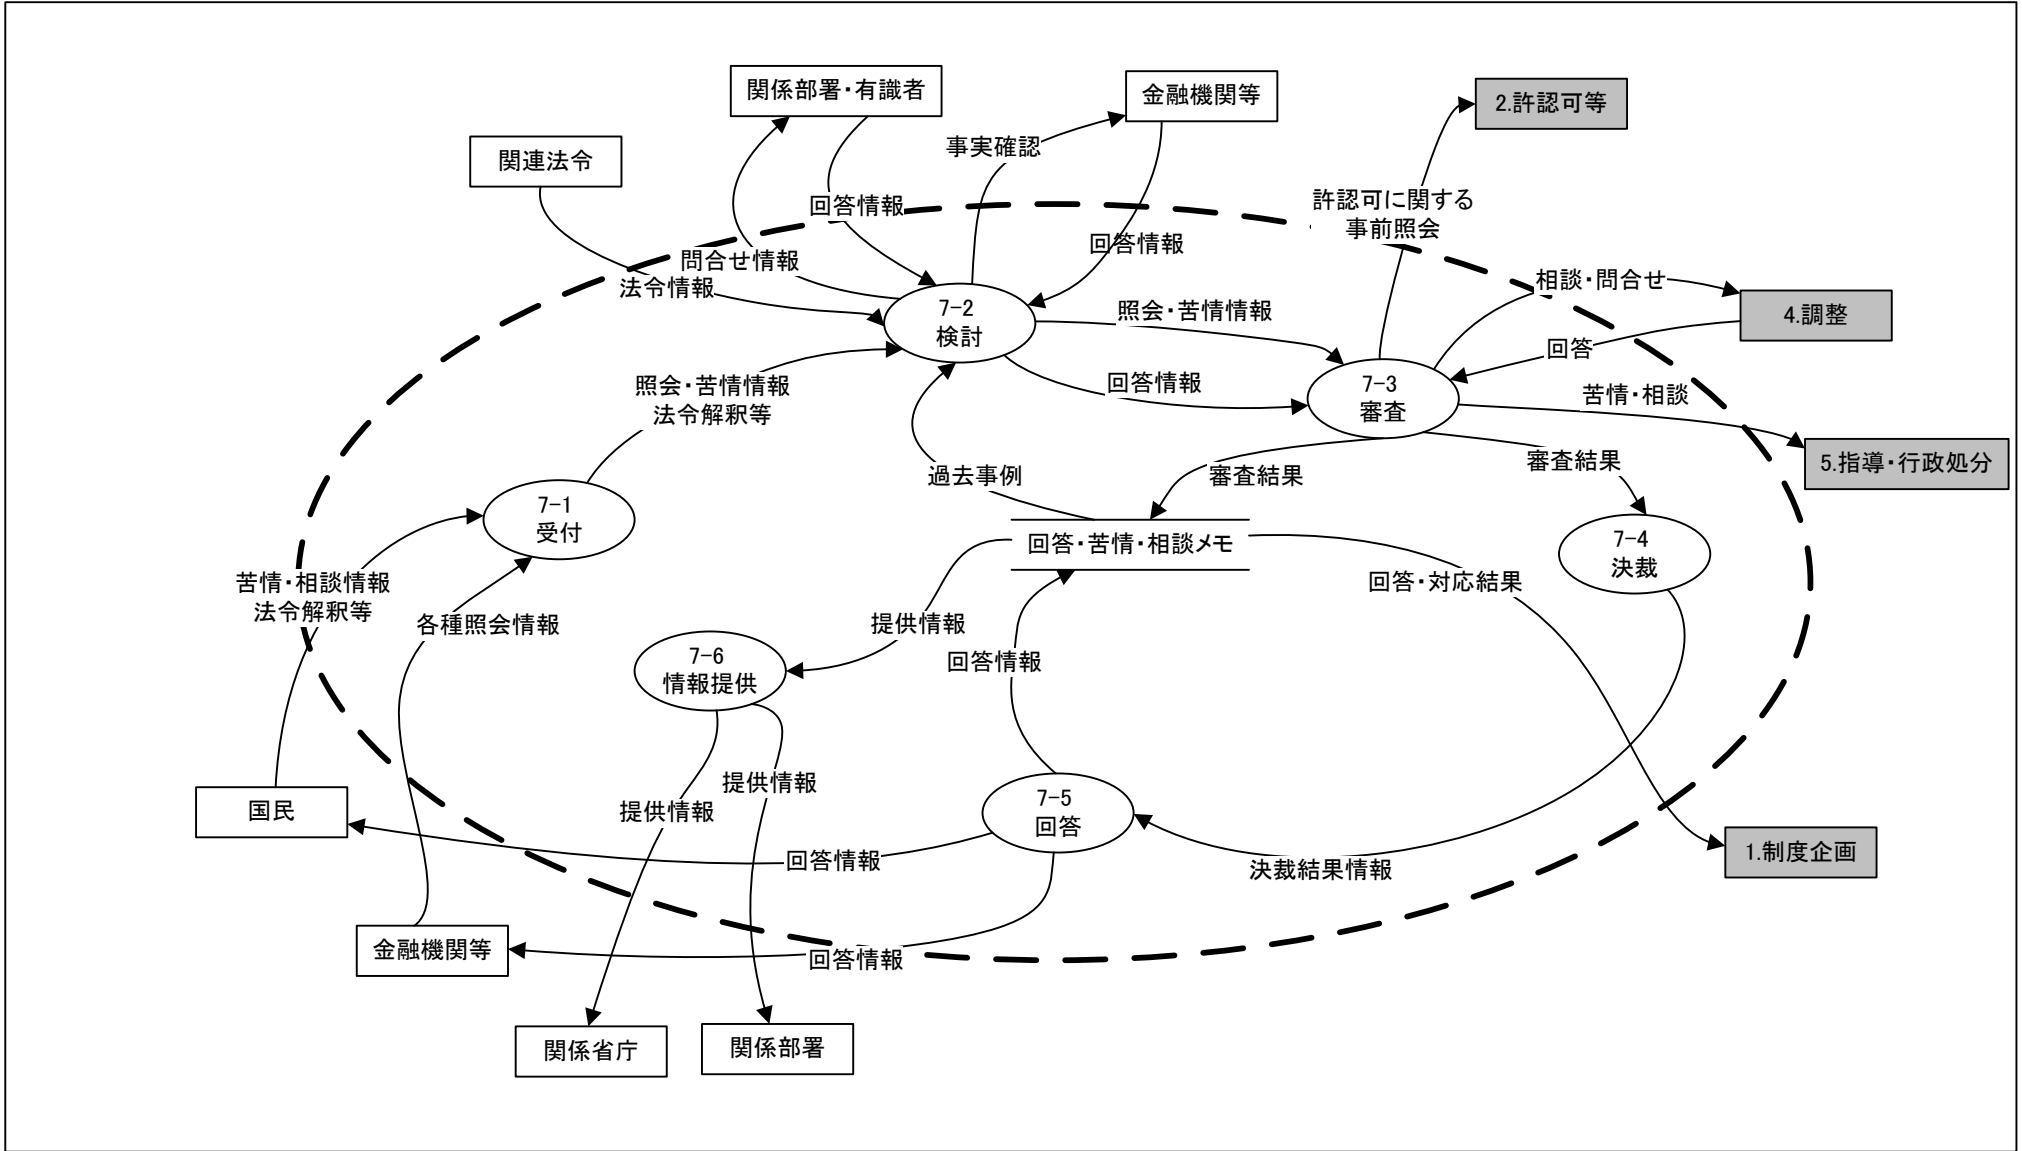 関係部署・有識者
金融機関等
2.許認可等
関連法令
事実確認
回答情報
許認可に関する
事前照会
回答情報
問合せ情報
法令情報
相談・問合せ
4.調整
7-2
検討
照会・苦情情報
回答
回答情報
7-3
審査
苦情・相談
照会・苦情情報
法令解釈等
5.指導・行政処分
過去事例
審査結果
審査結果
7-1
受付
回答・苦情・相談メモ
7-4
決裁
苦情・相談情報
法令解釈等
回答・対応結果
各種照会情報
提供情報
回答情報
7-6
情報提供
国民
提供情報
提供情報
7-5
回答
回答情報
決裁結果情報
1.制度企画
金融機関等
回答情報
関係省庁
関係部署